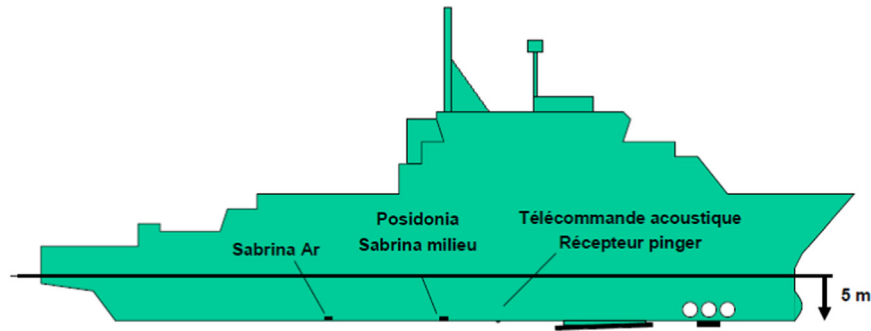 Posidonia
Sabrina milieu
Télécommande acoustique
Récepteur pinger
Sabrina Ar
5 m